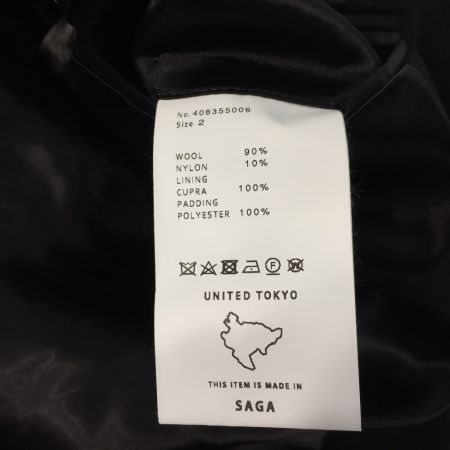 No.408355006
Size 2
WOOL 90%
NYLON 10%
LINING
CUPRA 100%
PADDING
POLYESTER 100%
UNITED TOKYO
THIS ITEM IS MADE IN
SAGA